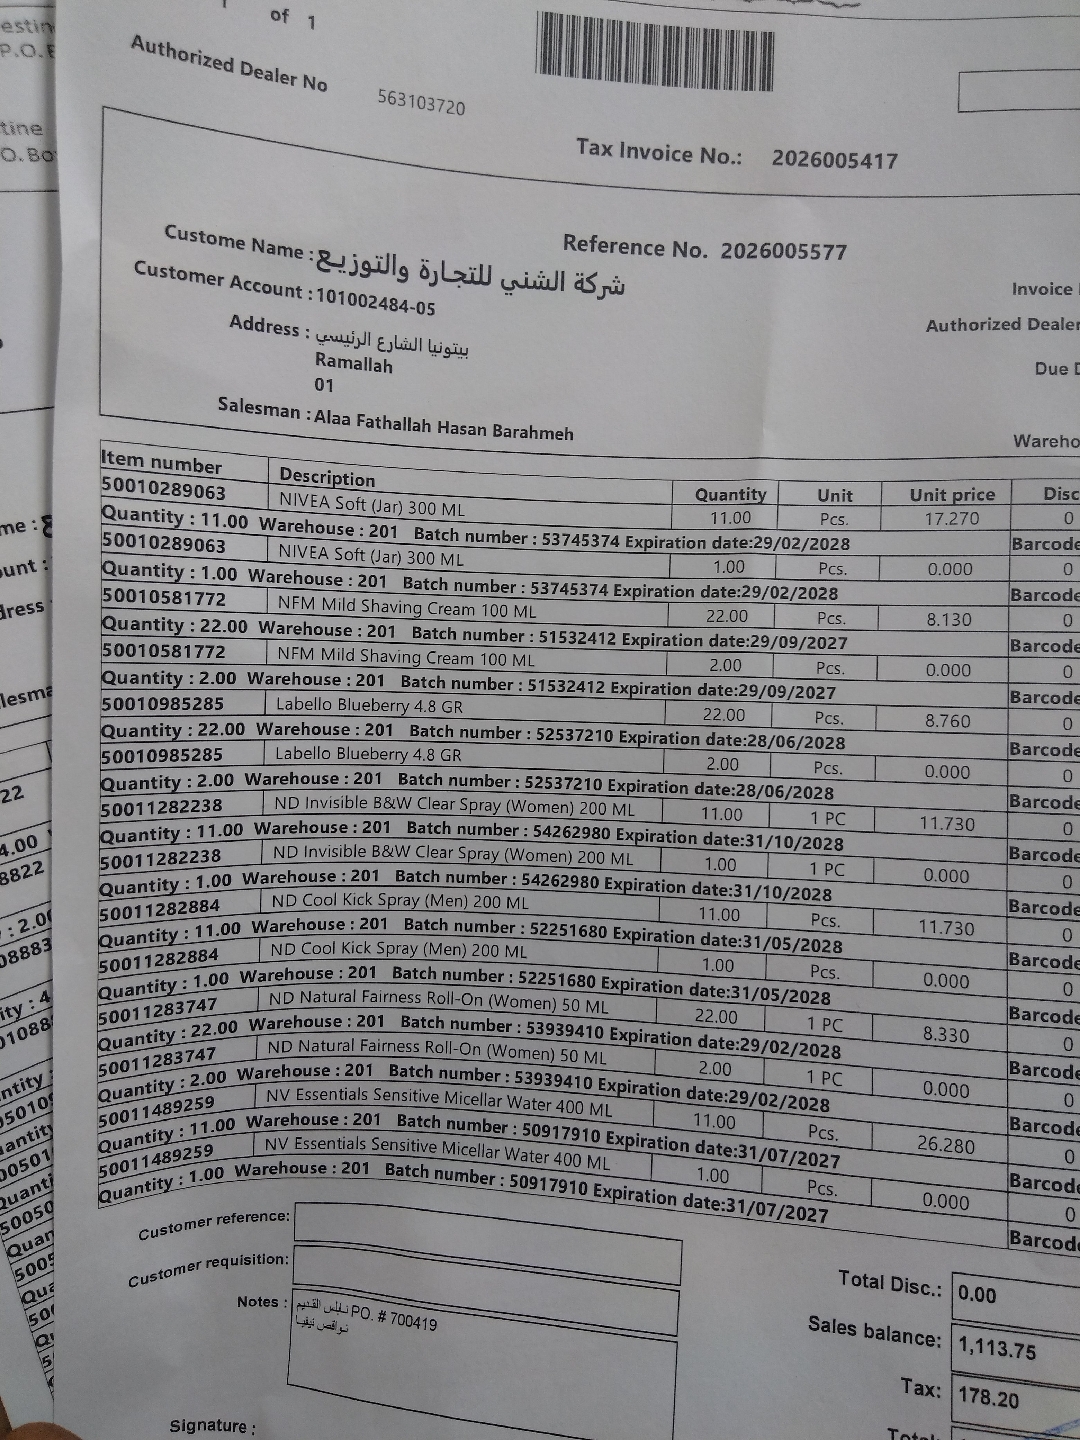 of 1
Authorized Dealer No 563103720
Tax Invoice No.: 2026005417
Reference No. 2026005577
Custome Name : شركة الشني للتجارة والتوزيع
Customer Account : 101002484-05
Address : بيتونيا الشارع الرئيسي
Ramallah
01
Salesman : Alaa Fathallah Hasan Barahmeh
Invoice
Authorized Dealer
Due D
Wareho
Item number Description Quantity Unit Unit price Disc
50010289063 NIVEA Soft (Jar) 300 ML 11.00 Pcs. 17.270 0
Quantity : 11.00 Warehouse : 201 Batch number : 53745374 Expiration date:29/02/2028 Barcode
50010289063 NIVEA Soft (Jar) 300 ML 1.00 Pcs. 0.000 0
Quantity : 1.00 Warehouse : 201 Batch number : 53745374 Expiration date:29/02/2028 Barcode
50010581772 NFM Mild Shaving Cream 100 ML 22.00 Pcs. 8.130 0
Quantity : 22.00 Warehouse : 201 Batch number : 51532412 Expiration date:29/09/2027 Barcode
50010581772 NFM Mild Shaving Cream 100 ML 2.00 Pcs. 0.000 0
Quantity : 2.00 Warehouse : 201 Batch number : 51532412 Expiration date:29/09/2027 Barcode
50010985285 Labello Blueberry 4.8 GR 22.00 Pcs. 8.760 0
Quantity : 22.00 Warehouse : 201 Batch number : 52537210 Expiration date:28/06/2028 Barcode
50010985285 Labello Blueberry 4.8 GR 2.00 Pcs. 0.000 0
Quantity : 2.00 Warehouse : 201 Batch number : 52537210 Expiration date:28/06/2028 Barcode
50011282238 ND Invisible B&W Clear Spray (Women) 200 ML 11.00 1 PC 11.730 0
Quantity : 11.00 Warehouse : 201 Batch number : 54262980 Expiration date:31/10/2028 Barcode
50011282238 ND Invisible B&W Clear Spray (Women) 200 ML 1.00 1 PC 0.000 0
Quantity : 1.00 Warehouse : 201 Batch number : 54262980 Expiration date:31/10/2028 Barcode
50011282884 ND Cool Kick Spray (Men) 200 ML 11.00 Pcs. 11.730 0
Quantity : 11.00 Warehouse : 201 Batch number : 52251680 Expiration date:31/05/2028 Barcode
50011282884 ND Cool Kick Spray (Men) 200 ML 1.00 Pcs. 0.000 0
Quantity : 1.00 Warehouse : 201 Batch number : 52251680 Expiration date:31/05/2028 Barcode
50011283747 ND Natural Fairness Roll-On (Women) 50 ML 22.00 1 PC 8.330 0
Quantity : 22.00 Warehouse : 201 Batch number : 53939410 Expiration date:29/02/2028 Barcode
50011283747 ND Natural Fairness Roll-On (Women) 50 ML 2.00 1 PC 0.000 0
Quantity : 2.00 Warehouse : 201 Batch number : 53939410 Expiration date:29/02/2028 Barcode
50011489259 NV Essentials Sensitive Micellar Water 400 ML 11.00 Pcs. 26.280 0
Quantity : 11.00 Warehouse : 201 Batch number : 50917910 Expiration date:31/07/2027 Barcode
50011489259 NV Essentials Sensitive Micellar Water 400 ML 1.00 Pcs. 0.000 0
Quantity : 1.00 Warehouse : 201 Batch number : 50917910 Expiration date:31/07/2027 Barcode
Customer reference:
Customer requisition:
Notes : نابلس القديم PO. # 700419
نواقص نيفيا
Signature :
Total Disc.: 0.00
Sales balance: 1,113.75
Tax: 178.20